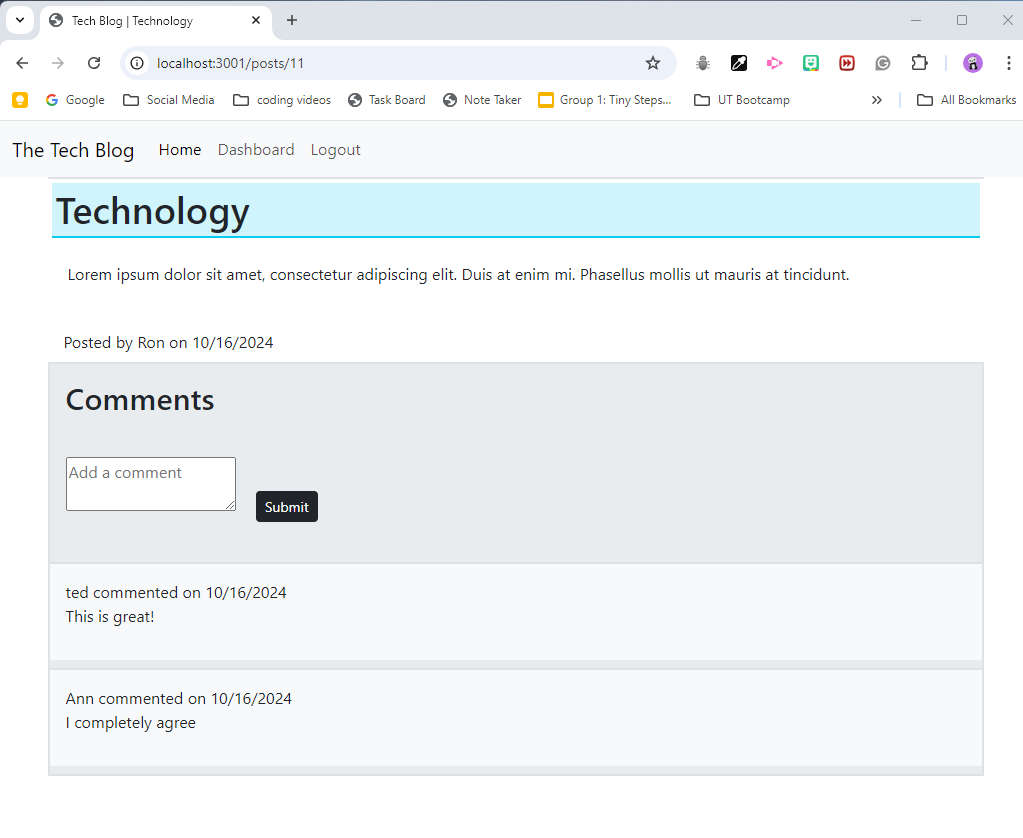 Tech Blog | Technology
localhost:3001/posts/11
Google Social Media coding videos Task Board Note Taker Group 1: Tiny Steps... UT Bootcamp All Bookmarks
The Tech Blog Home Dashboard Logout
Technology
Lorem ipsum dolor sit amet, consectetur adipiscing elit. Duis at enim mi. Phasellus mollis ut mauris at tincidunt.
Posted by Ron on 10/16/2024
Comments
Add a comment
Submit
ted commented on 10/16/2024
This is great!
Ann commented on 10/16/2024
I completely agree